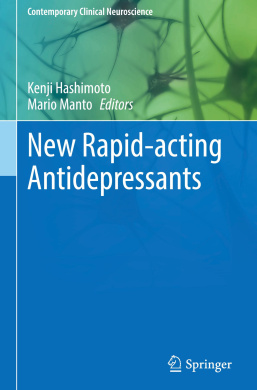 Contemporary Clinical Neuroscience
Kenji Hashimoto
Mario Manto Editors
New Rapid-acting
Antidepressants
Springer